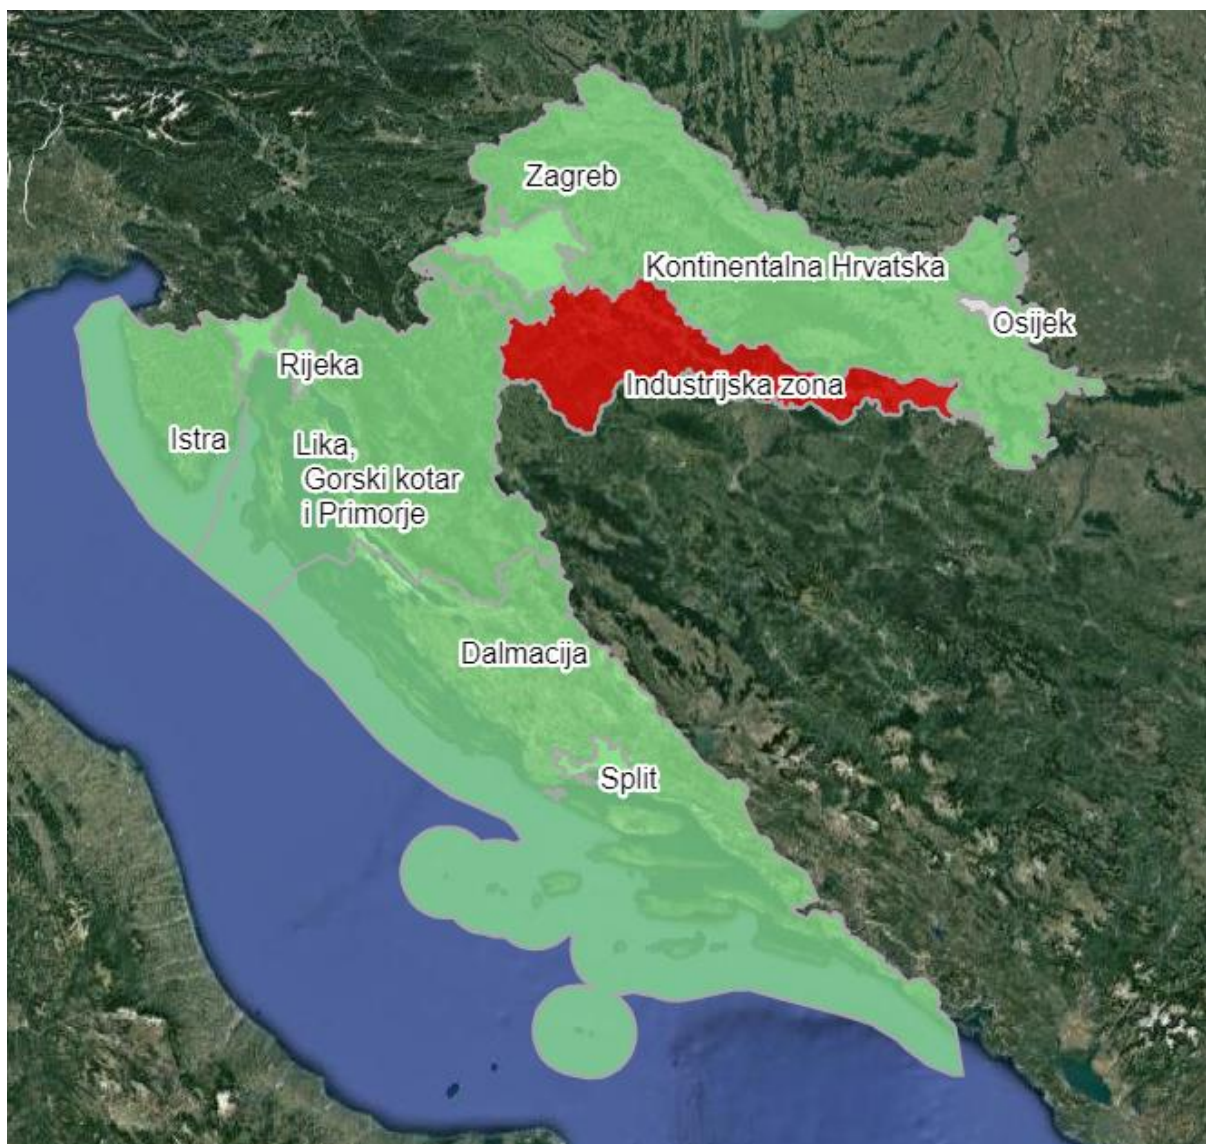 Zagreb
Kontinentalna Hrvatska
Osijek
Rijeka
Industrijska zona
Istra
Lika,
Gorski kotar
i Primorje
Dalmacija
Split